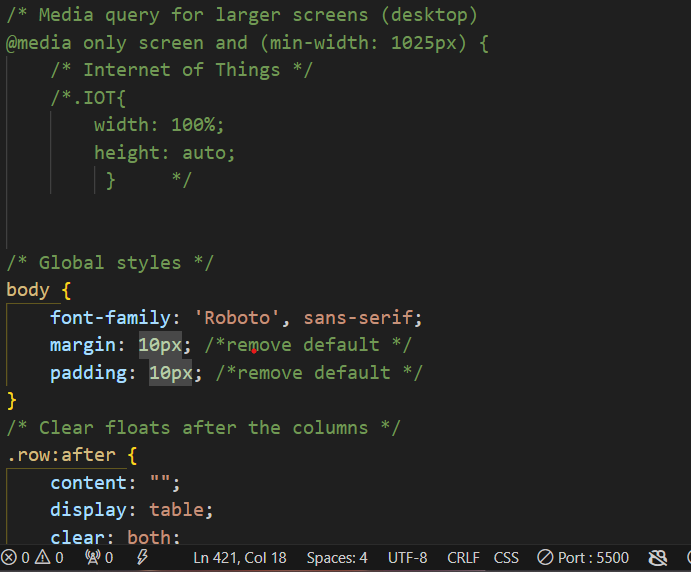 /* Media query for larger screens (desktop)
@media only screen and (min-width: 1025px) {
/* Internet of Things */
/*.IOT{
width: 100%;
height: auto;
} */
/* Global styles */
body {
font-family: 'Roboto', sans-serif;
margin: 10px; /*remove default */
padding: 10px; /*remove default */
}
/* Clear floats after the columns */
.row:after {
content: "";
display: table;
clear: both;
0 0 0 Ln 421, Col 18 Spaces: 4 UTF-8 CRLF CSS Port : 5500